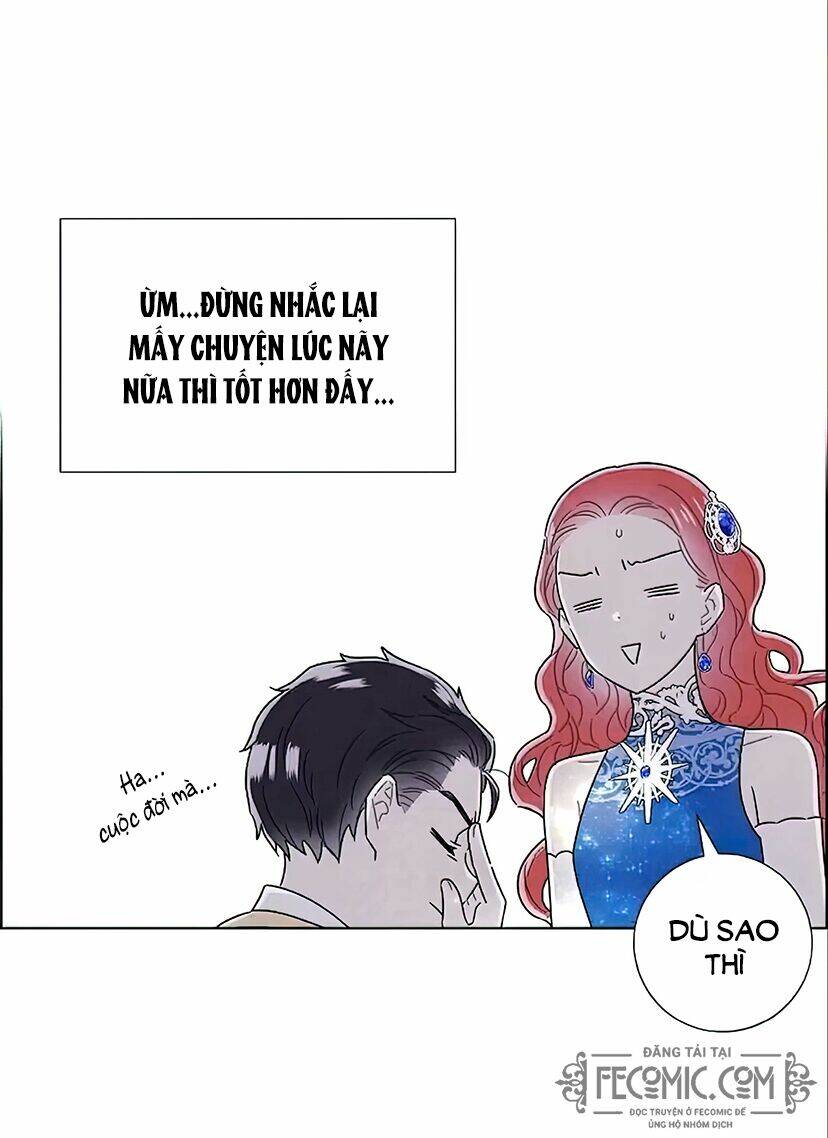 ỪM...ĐỪNG NHẮC LẠI
MẤY CHUYỆN LÚC NÃY
NỮA THÌ TỐT HƠN ĐẤY...
Ha...
cuộc đời mà...
DÙ SAO
THÌ
ĐĂNG TẢI TẠI
FECOMIC.COM
ĐỌC TRUYỆN Ở FECOMIC ĐỂ
ỦNG HỘ NHÓM DỊCH